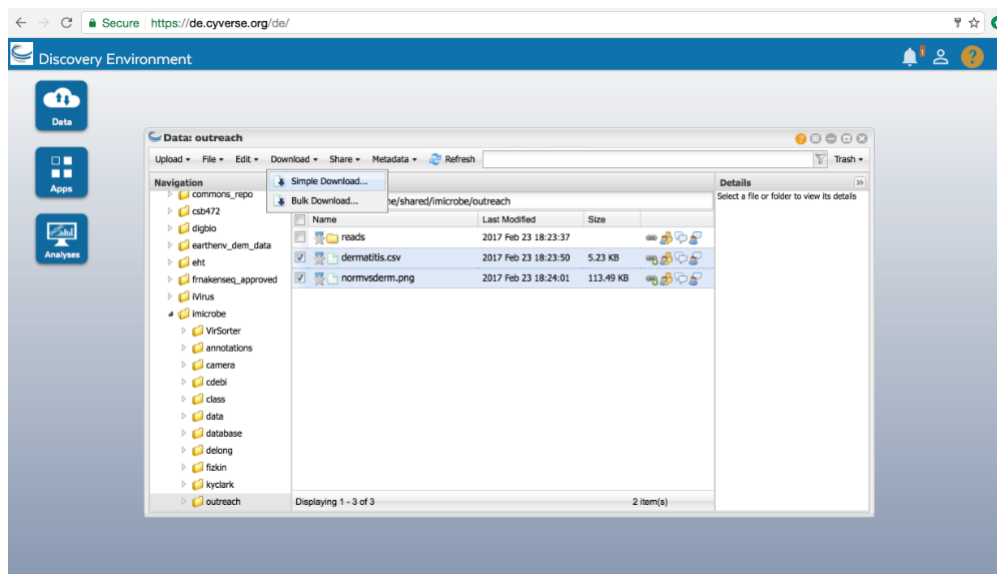 Secure https://de.cyverse.org/de/
Discovery Environment
1
?
Data
Apps
Analyses
Data: outreach
Upload File Edit Download Share Metadata Refresh Trash
Simple Download...
Bulk Download...
Navigation
commons_repo
csb472
digbio
earthenv_dem_data
eht
frnakenseq_approved
iVirus
imicrobe
VirSorter
annotations
camera
cdebi
class
data
database
delong
fizkin
kyclark
outreach
me/shared/imicrobe/outreach
Name Last Modified Size
reads 2017 Feb 23 18:23:37
dermatitis.csv 2017 Feb 23 18:23:50 5.23 KB
normvsderm.png 2017 Feb 23 18:24:01 113.49 KB
Displaying 1 - 3 of 3 2 item(s)
Details
Select a file or folder to view its details